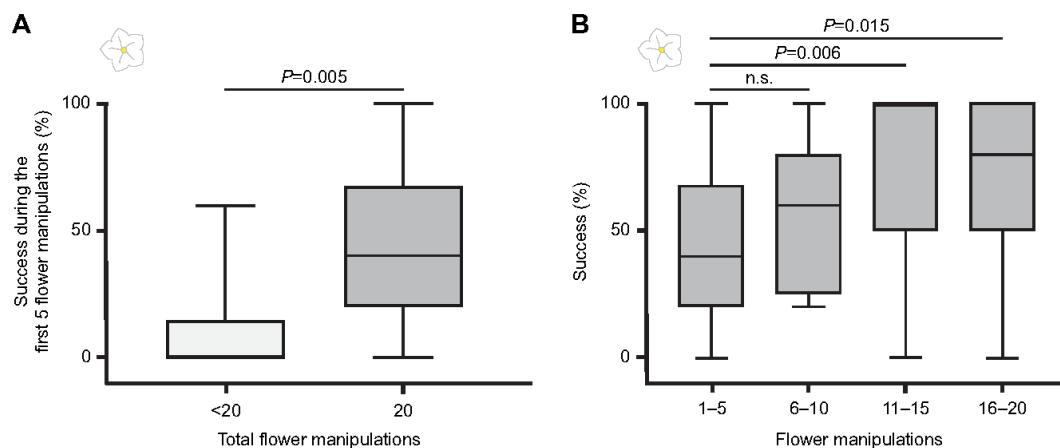 A
P=0.005
100
50
0
Success during the
first 5 flower manipulations (%)
<20
20
Total flower manipulations
B
P=0.015
P=0.006
n.s.
100
50
0
Success (%)
1–5
6–10
11–15
16–20
Flower manipulations